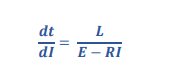 dt/dI = L/(E − RI)